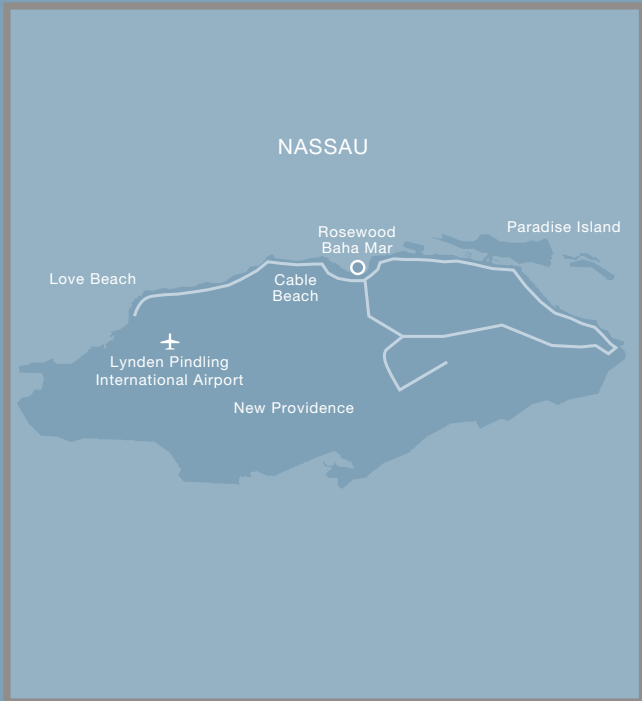 NASSAU
Paradise Island
Rosewood
Baha Mar
Love Beach
Cable
Beach
Lynden Pindling
International Airport
New Providence